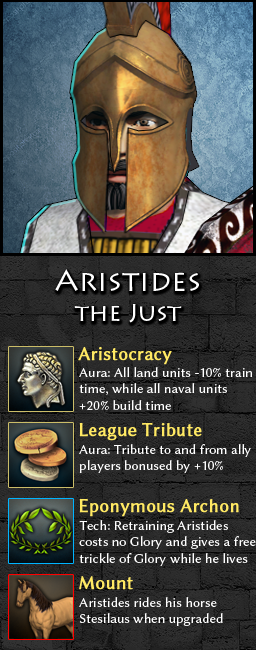 ARISTIDES
THE JUST
Aristocracy
Aura: All land units -10% train
time, while all naval units
+20% build time
League Tribute
Aura: Tribute to and from ally
players bonused by +10%
Eponymous Archon
Tech: Retraining Aristides
costs no Glory and gives a free
trickle of Glory while he lives
Mount
Aristides rides his horse
Stesilaus when upgraded